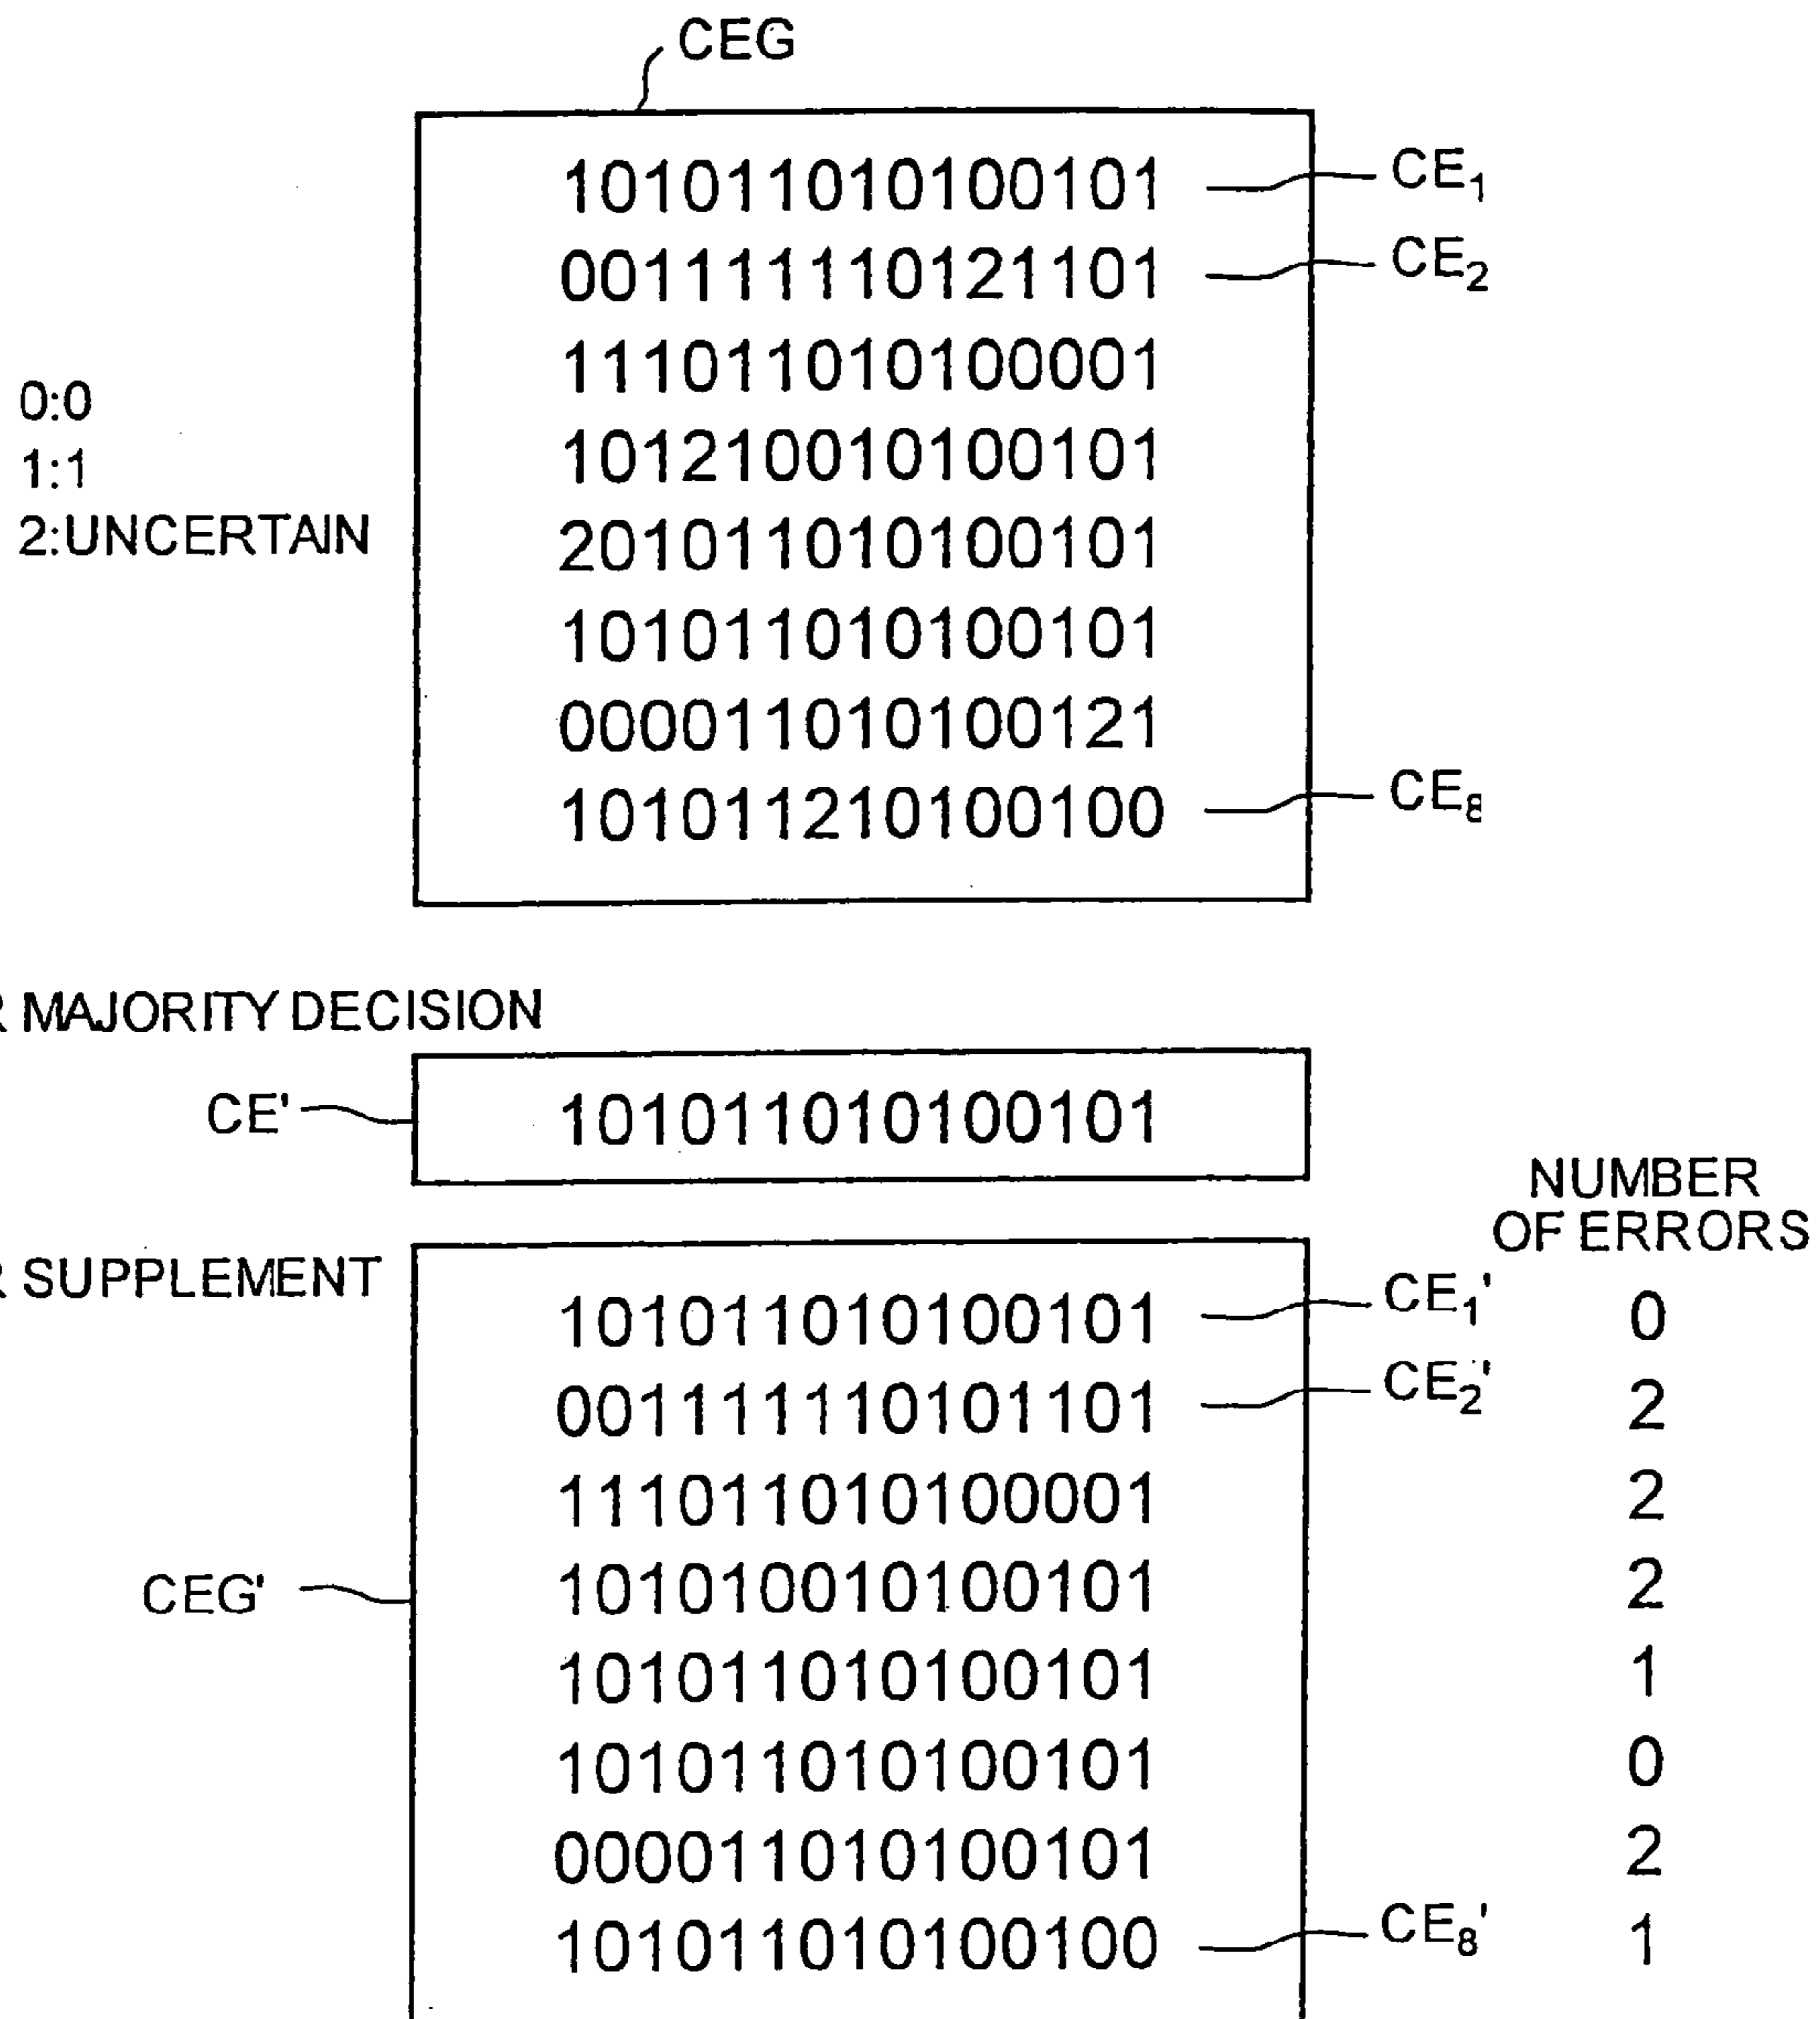 CEG
101011010100101 CE1
001111110121101 CE2
111011010100001
0:0
101210010100101
1:1
2:UNCERTAIN
201011010100101
101011010100101
000011010100121
101011210100100 CE8
R MAJORITY DECISION
CE' 101011010100101
NUMBER
OF ERRORS
R SUPPLEMENT
101011010100101 CE1' 0
001111110101101 CE2' 2
111011010100001 2
CEG' 101010010100101 2
101011010100101 1
101011010100101 0
000011010100101 2
101011010100100 CE8' 1